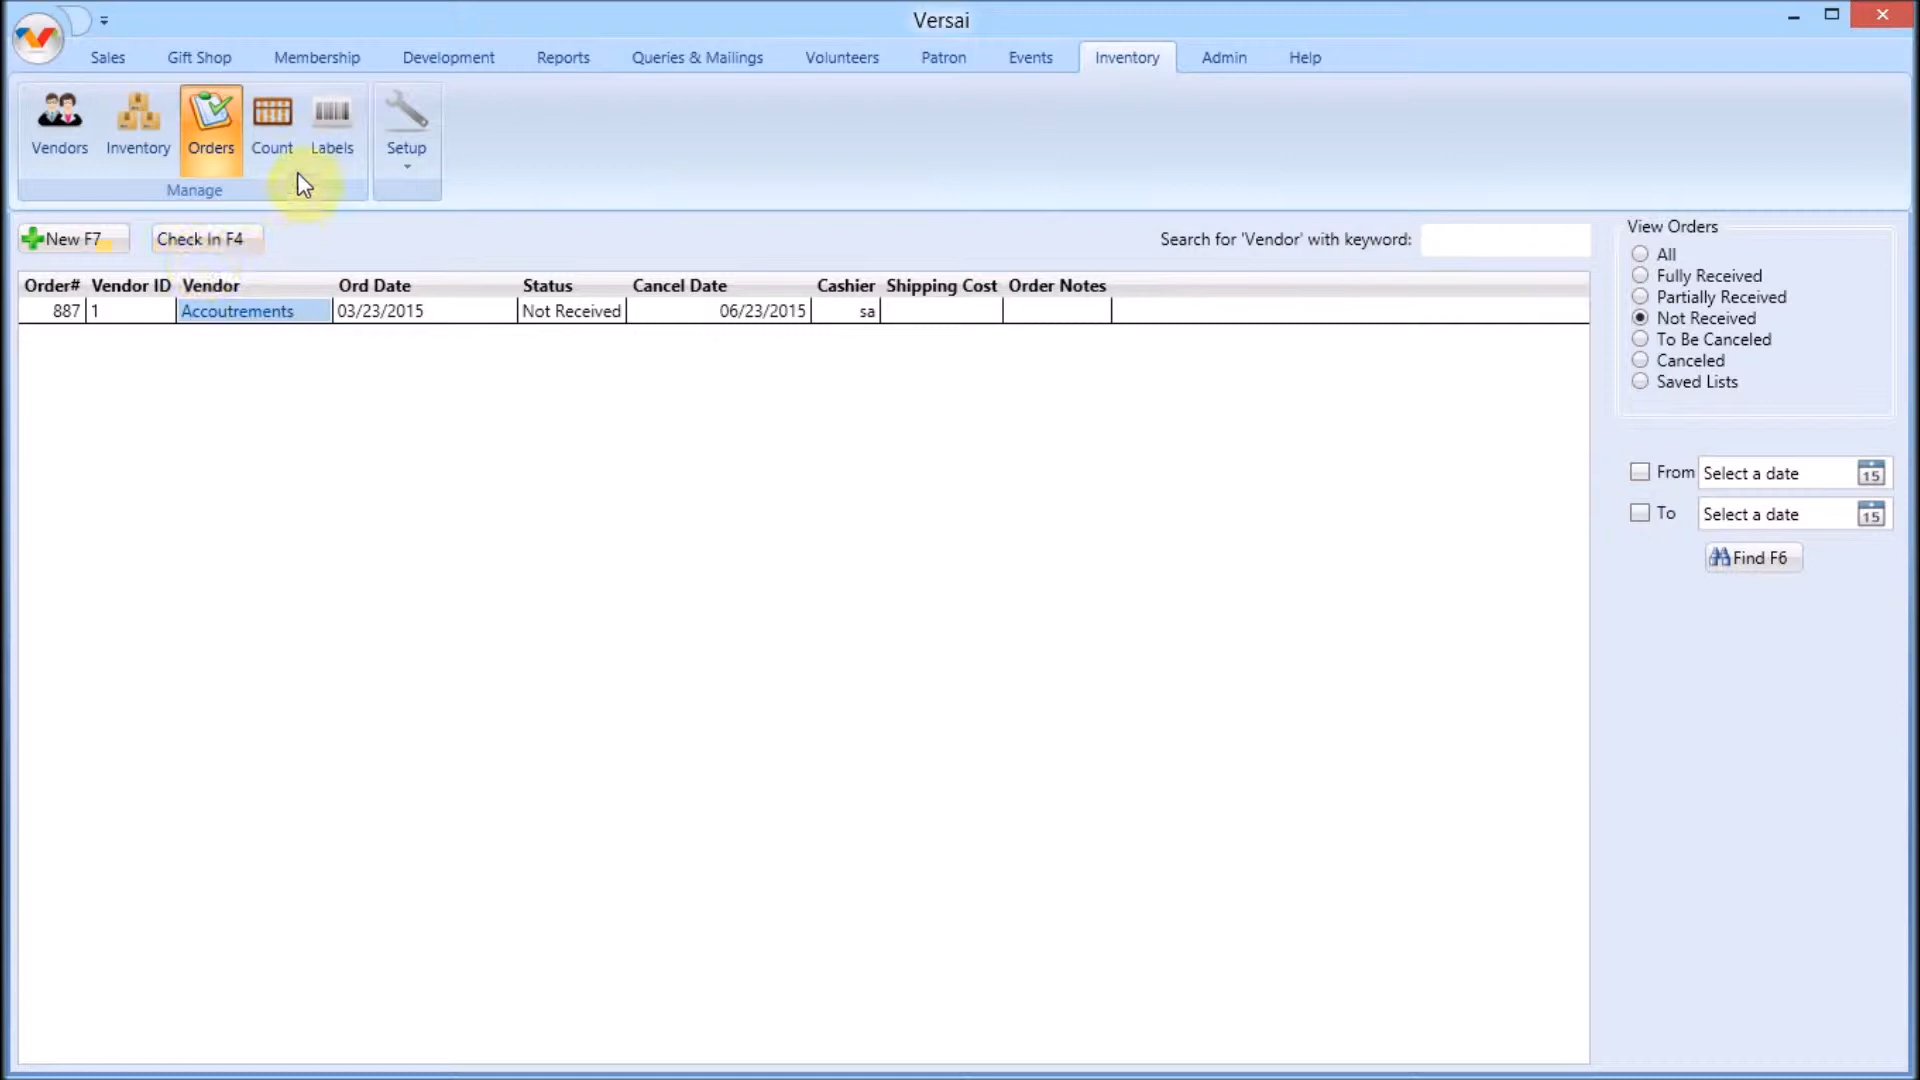 Versai
Sales Gift Shop Membership Development Reports Queries & Mailings Volunteers Patron Events Inventory Admin Help
Vendors Inventory Orders Count Labels Setup
Manage
New F7 Check In F4 Search for 'Vendor' with keyword:
Order# Vendor ID Vendor Ord Date Status Cancel Date Cashier Shipping Cost Order Notes
887 1 Accoutrements 03/23/2015 Not Received 06/23/2015 sa
View Orders
All
Fully Received
Partially Received
Not Received
To Be Canceled
Canceled
Saved Lists
From Select a date 15
To Select a date 15
Find F6